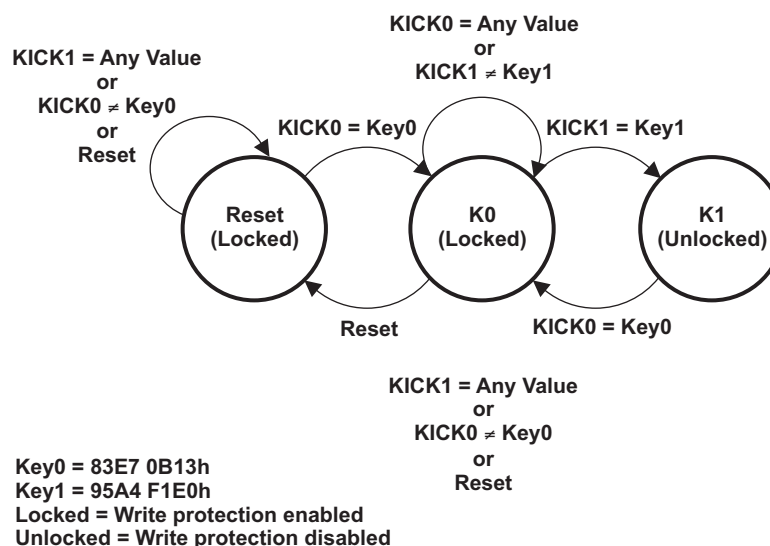 KICK1 = Any Value
or
KICK0 ≠ Key0
or
Reset
KICK0 = Any Value
or
KICK1 ≠ Key1
KICK0 = Key0
KICK1 = Key1
Reset
(Locked)
K0
(Locked)
K1
(Unlocked)
Reset
KICK0 = Key0
KICK1 = Any Value
or
KICK0 ≠ Key0
or
Reset
Key0 = 83E7 0B13h
Key1 = 95A4 F1E0h
Locked = Write protection enabled
Unlocked = Write protection disabled